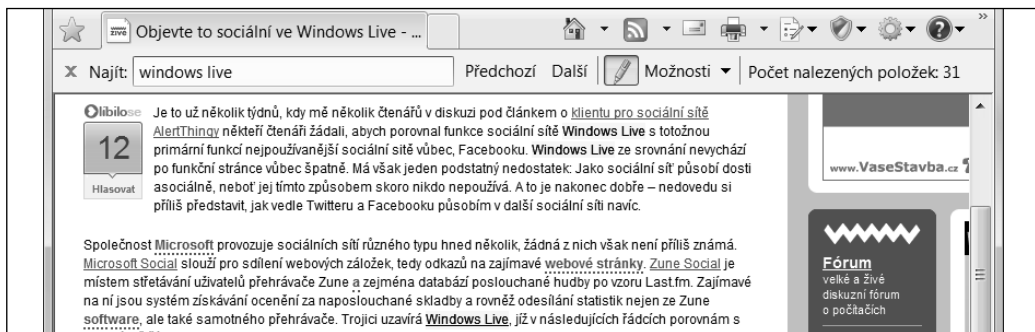 živě Objevte to sociální ve Windows Live - ...
»
x Najít: windows live Předchozí Další Možnosti Počet nalezených položek: 31
Olibilose
12
Hlasovat
Je to už několik týdnů, kdy mě několik čtenářů v diskuzi pod článkem o klientu pro sociální sítě
AlertThingy někteří čtenáři žádali, abych porovnal funkce sociální sítě Windows Live s totožnou
primární funkcí nejpoužívanější sociální sitě vůbec, Facebooku. Windows Live ze srovnání nevychází
po funkční stránce vůbec špatně. Má však jeden podstatný nedostatek: Jako sociální síť působí dosti
asociálně, neboť jej tímto způsobem skoro nikdo nepoužívá. A to je nakonec dobře – nedovedu si
příliš představit, jak vedle Twitteru a Facebooku působím v další sociální síti navíc.
Společnost Microsoft provozuje sociálních sítí různého typu hned několik, žádná z nich však není příliš známá.
Microsoft Social slouží pro sdílení webových záložek, tedy odkazů na zajímavé webové stránky. Zune Social je
místem střetávání uživatelů přehrávače Zune a zejména databází poslouchané hudby po vzoru Last.fm. Zajímavé
na ní jsou systém získávání ocenění za naposlouchané skladby a rovněž odesílání statistik nejen ze Zune
software, ale také samotného přehrávače. Trojici uzavírá Windows Live, jíž v následujících řádcích porovnám s
www.VaseStavba.cz
Fórum
velké a živé
diskuzní fórum
o počítačích